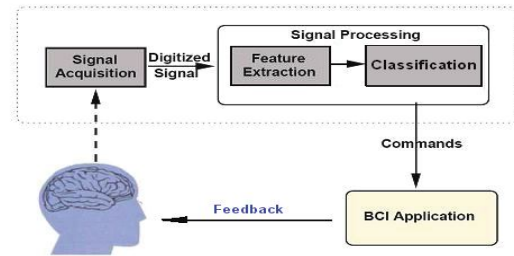 Signal Processing
Signal
Acquisition
Digitized
Signal
Feature
Extraction
Classification
Commands
BCI Application
Feedback